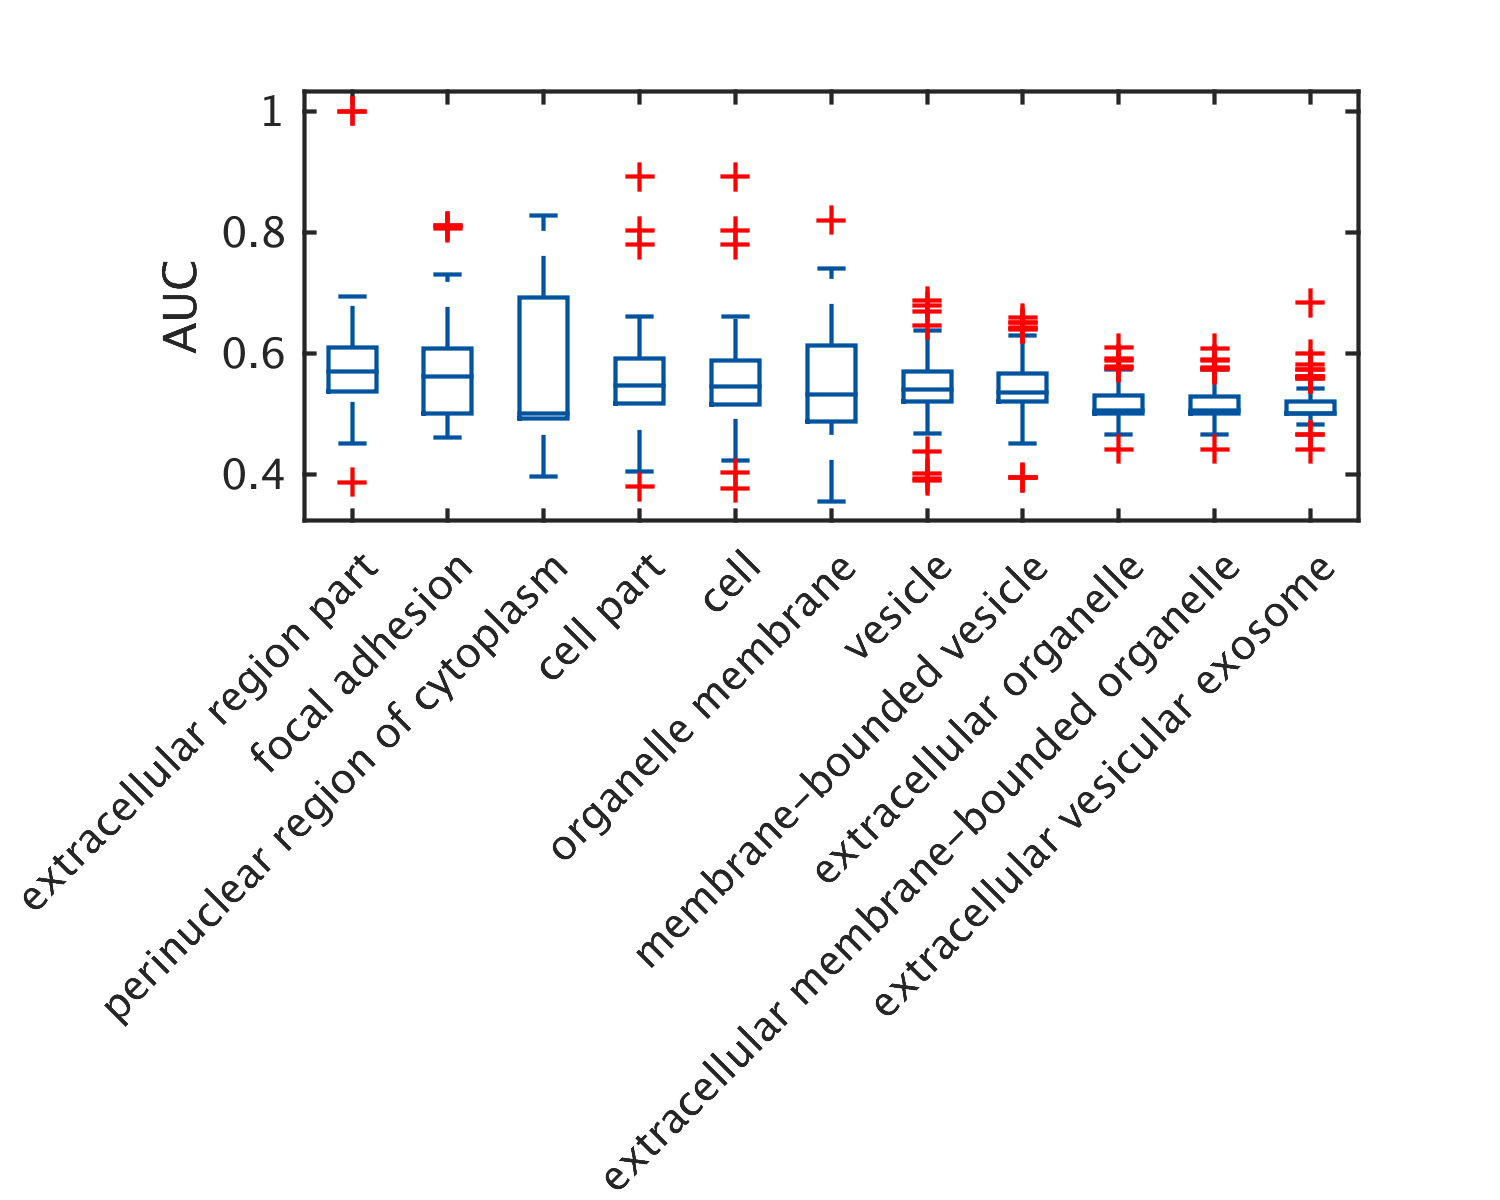 AUC
1
0.8
0.6
0.4
extracellular region part
focal adhesion
perinuclear region of cytoplasm
cell part
cell
organelle membrane
vesicle
membrane−bounded vesicle
extracellular organelle
extracellular membrane−bounded organelle
extracellular vesicular exosome